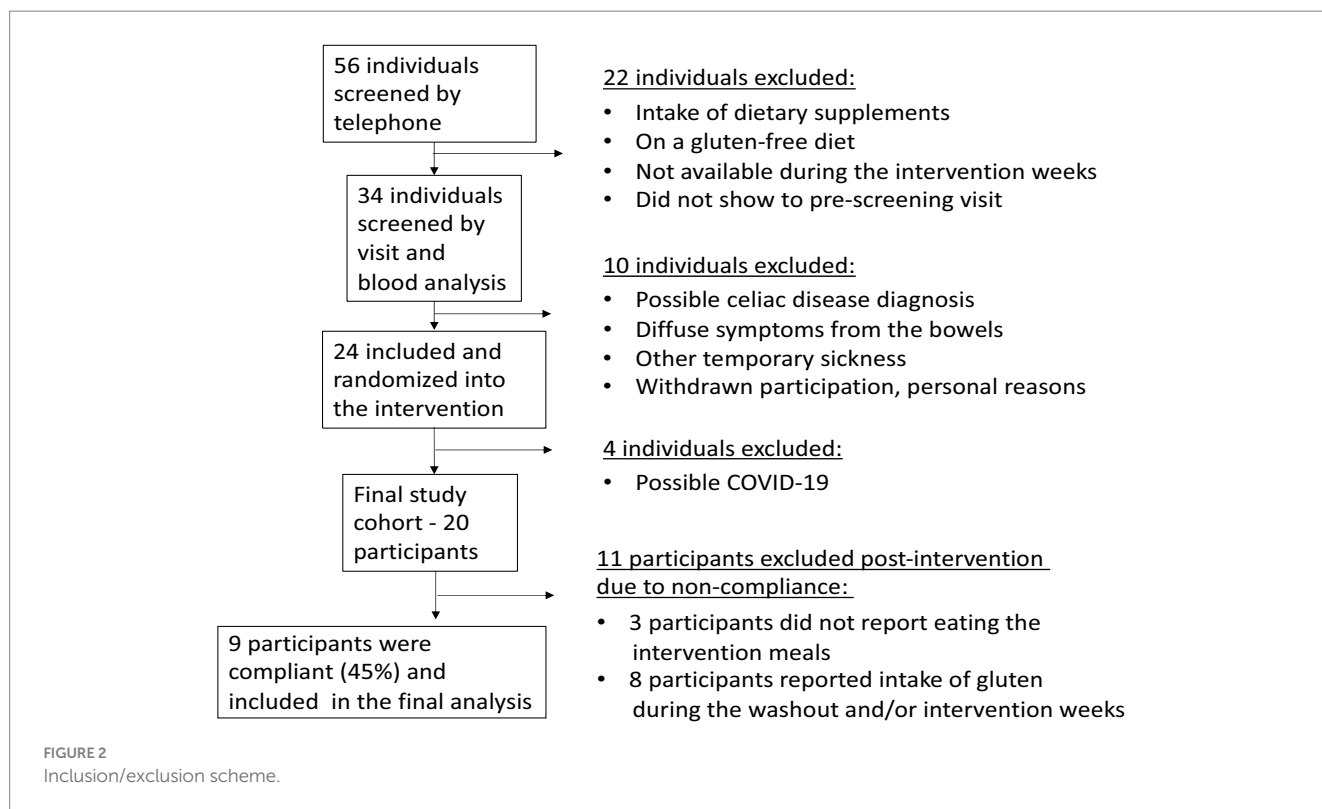 56 individuals
screened by
telephone
22 individuals excluded:
• Intake of dietary supplements
• On a gluten-free diet
• Not available during the intervention weeks
• Did not show to pre-screening visit
34 individuals
screened by
visit and
blood analysis
10 individuals excluded:
• Possible celiac disease diagnosis
• Diffuse symptoms from the bowels
• Other temporary sickness
• Withdrawn participation, personal reasons
24 included and
randomized into
the intervention
4 individuals excluded:
• Possible COVID-19
Final study
cohort - 20
participants
11 participants excluded post-intervention
due to non-compliance:
• 3 participants did not report eating the
intervention meals
• 8 participants reported intake of gluten
during the washout and/or intervention weeks
9 participants were
compliant (45%) and
included in the final analysis
FIGURE 2
Inclusion/exclusion scheme.